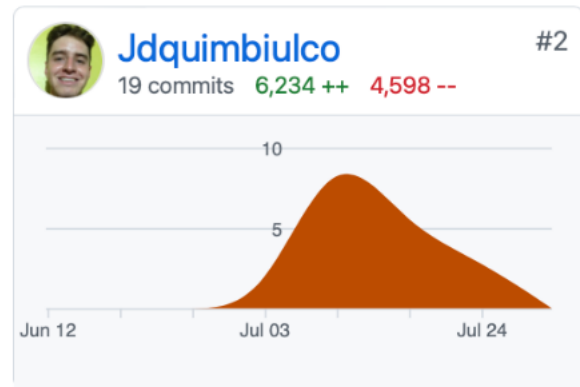 Jdquimbiulco
#2
19 commits 6,234 ++ 4,598 --
10
5
Jun 12 Jul 03 Jul 24